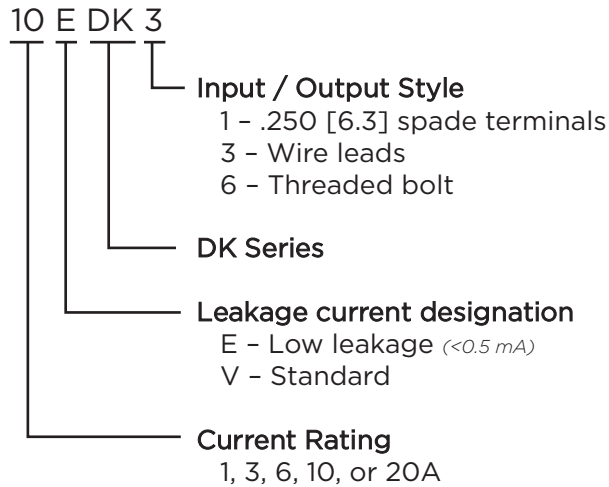 10 E DK 3
Input / Output Style
1 – .250 [6.3] spade terminals
3 – Wire leads
6 – Threaded bolt
DK Series
Leakage current designation
E – Low leakage (<0.5 mA)
V – Standard
Current Rating
1, 3, 6, 10, or 20A